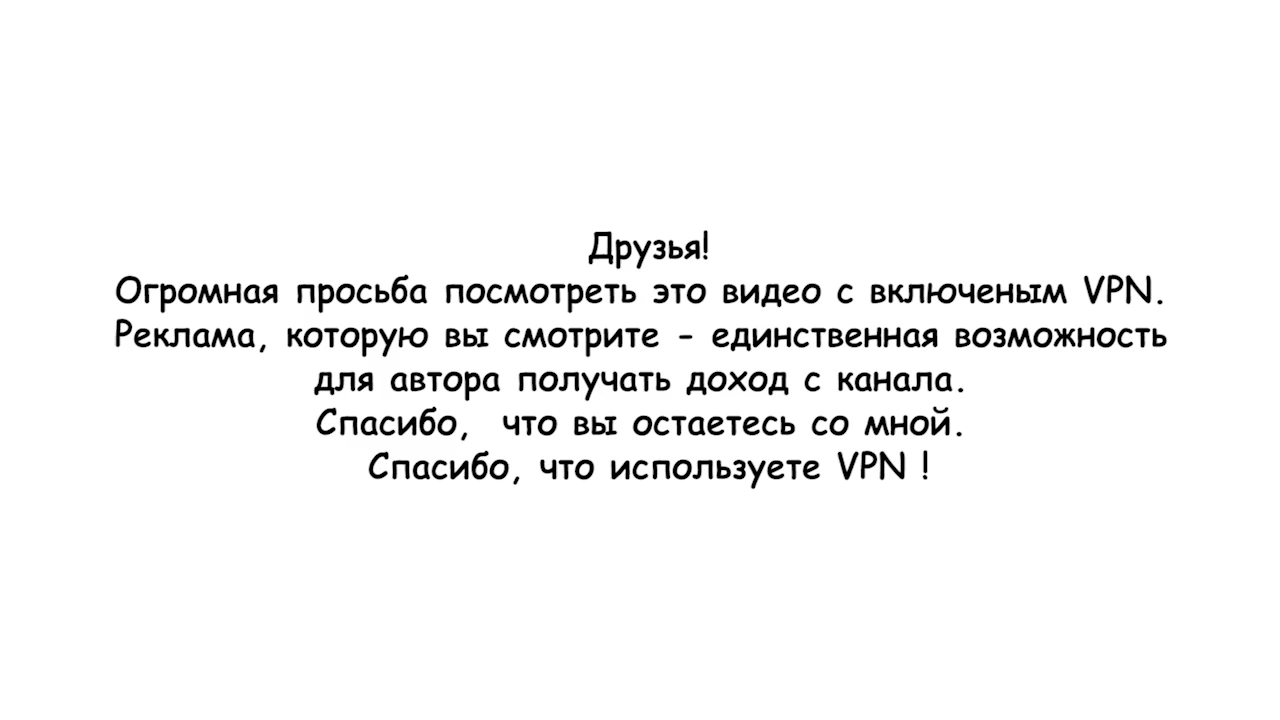 Друзья!
Огромная просьба посмотреть это видео с включеным VPN.
Реклама, которую вы смотрите - единственная возможность
для автора получать доход с канала.
Спасибо, что вы остаетесь со мной.
Спасибо, что используете VPN !